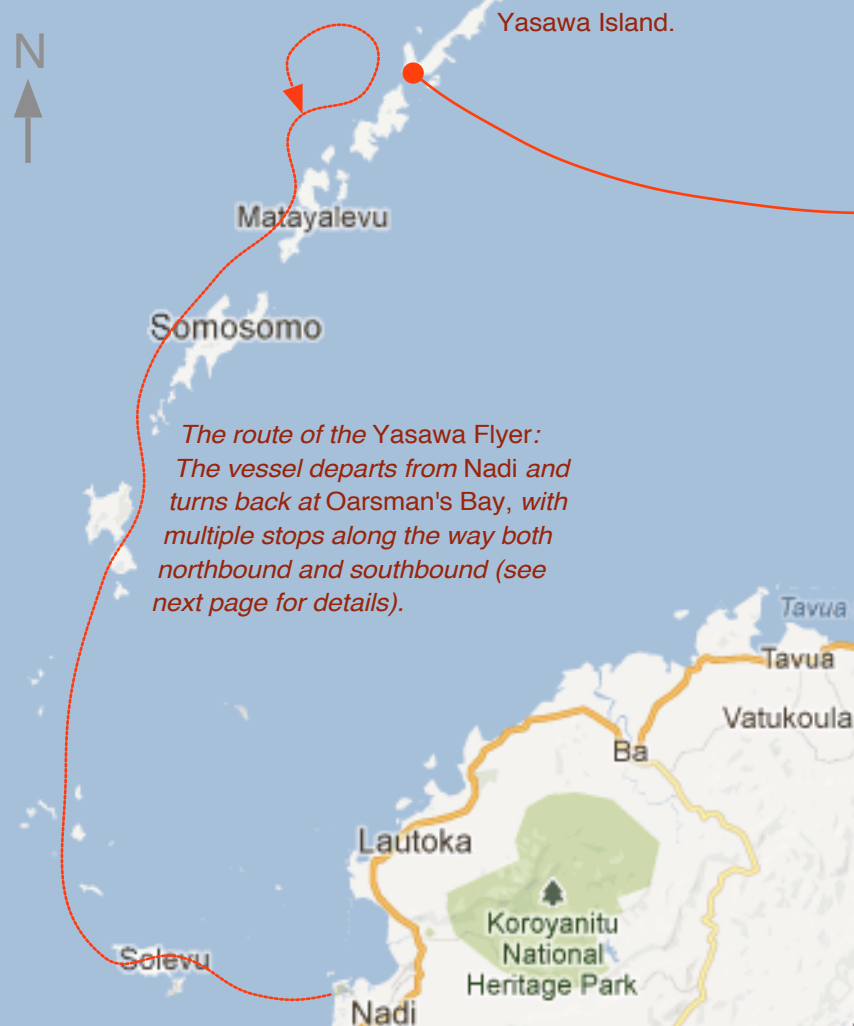 Yasawa Island.
N
Matayalevu
Somosomo
The route of the Yasawa Flyer:
The vessel departs from Nadi and
turns back at Oarsman's Bay, with
multiple stops along the way both
northbound and southbound (see
next page for details).
Tavua
Tavua
Vatukoula
Ba
Lautoka
Koroyanitu
National
Heritage Park
Solevu
Nadi